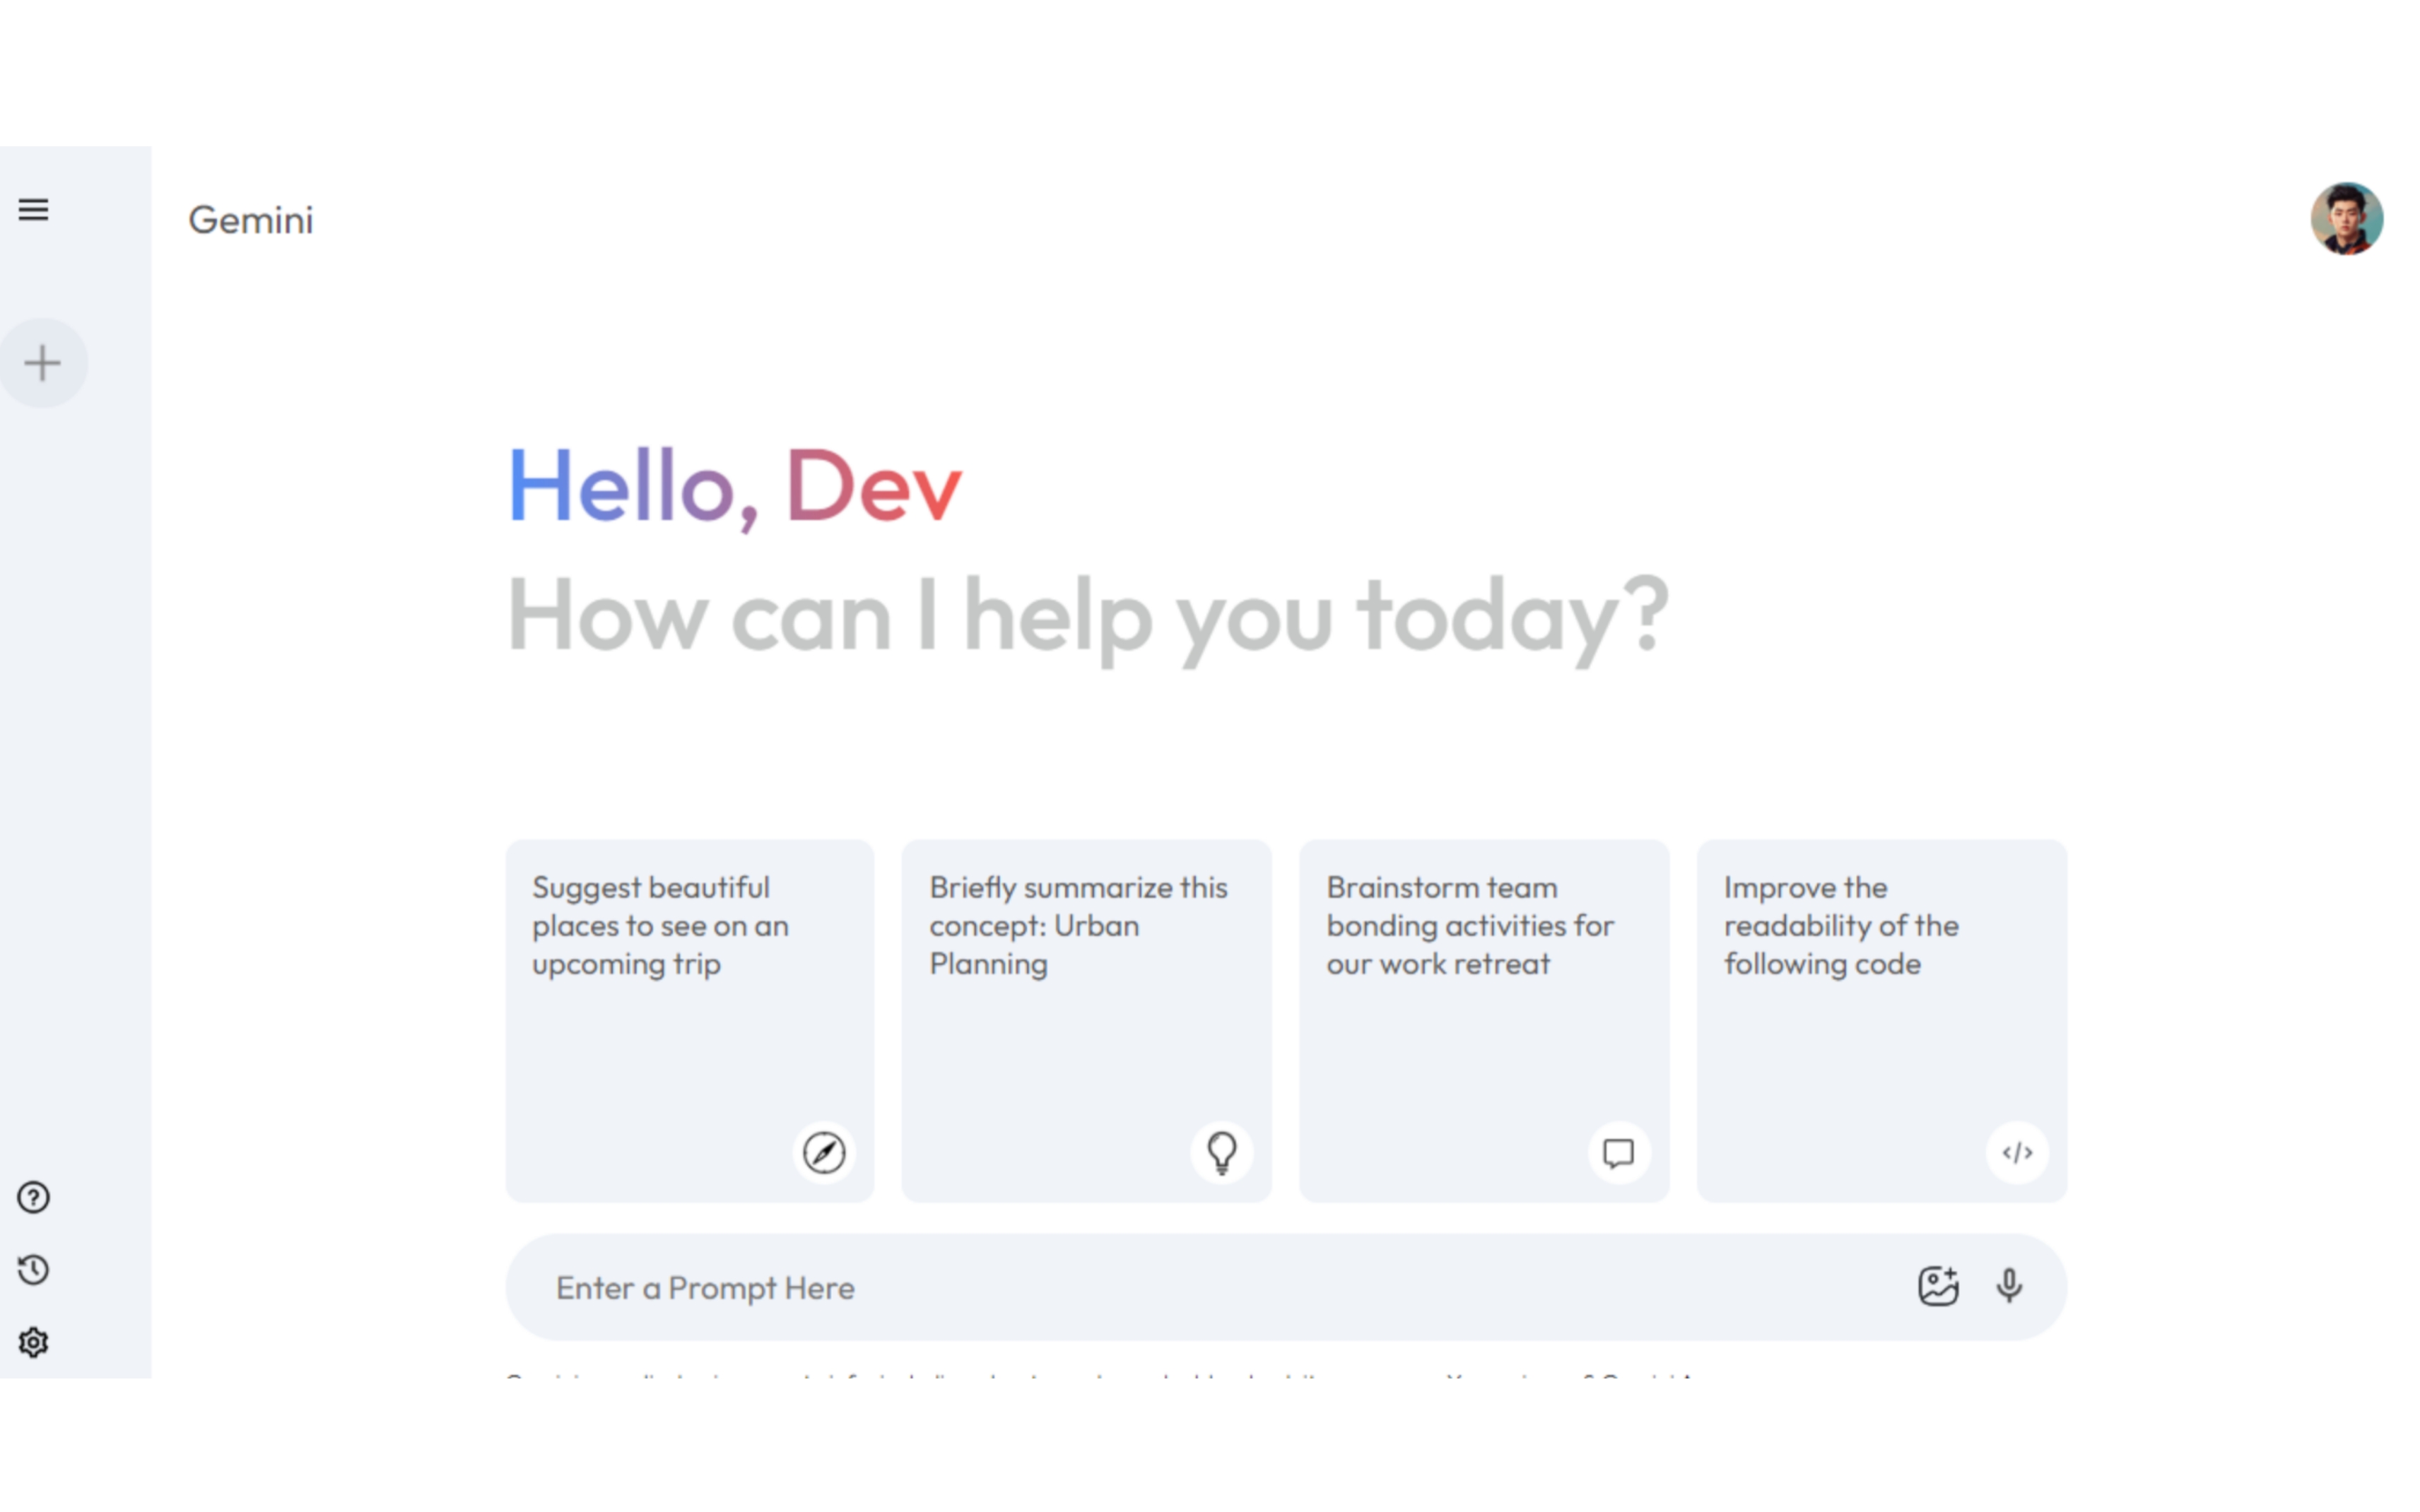 Gemini
Hello, Dev
How can I help you today?
Suggest beautiful
places to see on an
upcoming trip
Briefly summarize this
concept: Urban
Planning
Brainstorm team
bonding activities for
our work retreat
Improve the
readability of the
following code
</>
Enter a Prompt Here